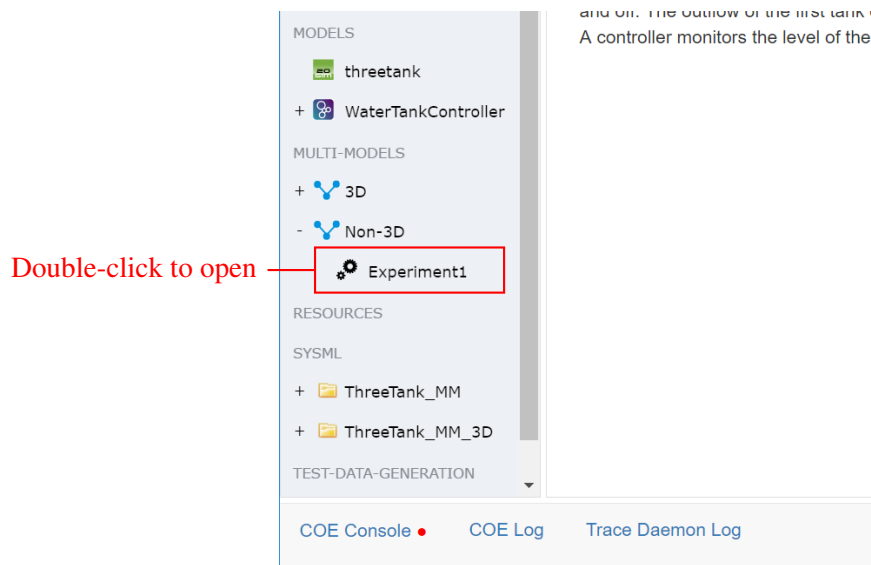 and off. The outflow of the first tank
A controller monitors the level of the
MODELS
threetank
+ WaterTankController
MULTI-MODELS
+ 3D
- Non-3D
Double-click to open
Experiment1
RESOURCES
SYSML
+ ThreeTank_MM
+ ThreeTank_MM_3D
TEST-DATA-GENERATION
COE Console
COE Log
Trace Daemon Log